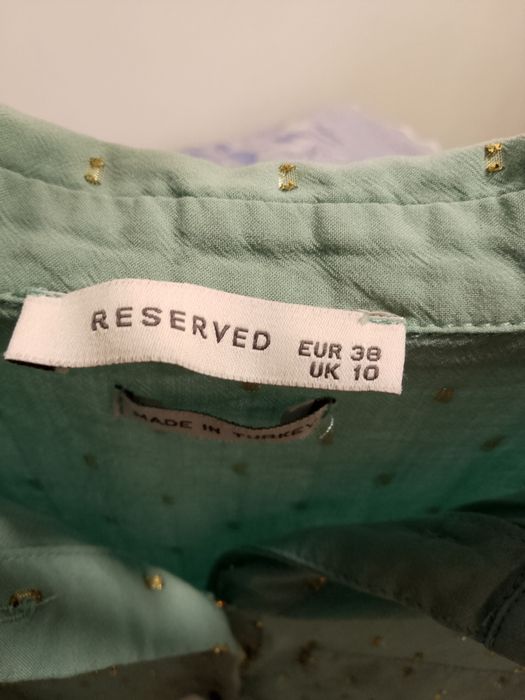 RESERVED
EUR 38
UK 10
MADE IN TURKEY